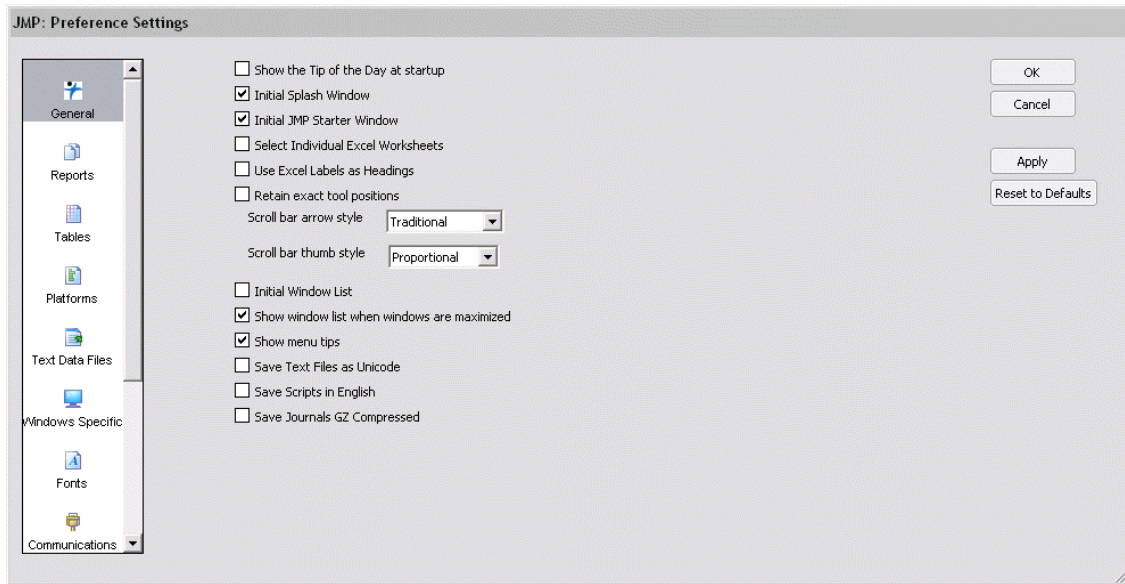 JMP: Preference Settings
General
Reports
Tables
Platforms
Text Data Files
Windows Specific
Fonts
Communications
Show the Tip of the Day at startup
Initial Splash Window
Initial JMP Starter Window
Select Individual Excel Worksheets
Use Excel Labels as Headings
Retain exact tool positions
Scroll bar arrow style Traditional
Scroll bar thumb style Proportional
Initial Window List
Show window list when windows are maximized
Show menu tips
Save Text Files as Unicode
Save Scripts in English
Save Journals GZ Compressed
OK
Cancel
Apply
Reset to Defaults